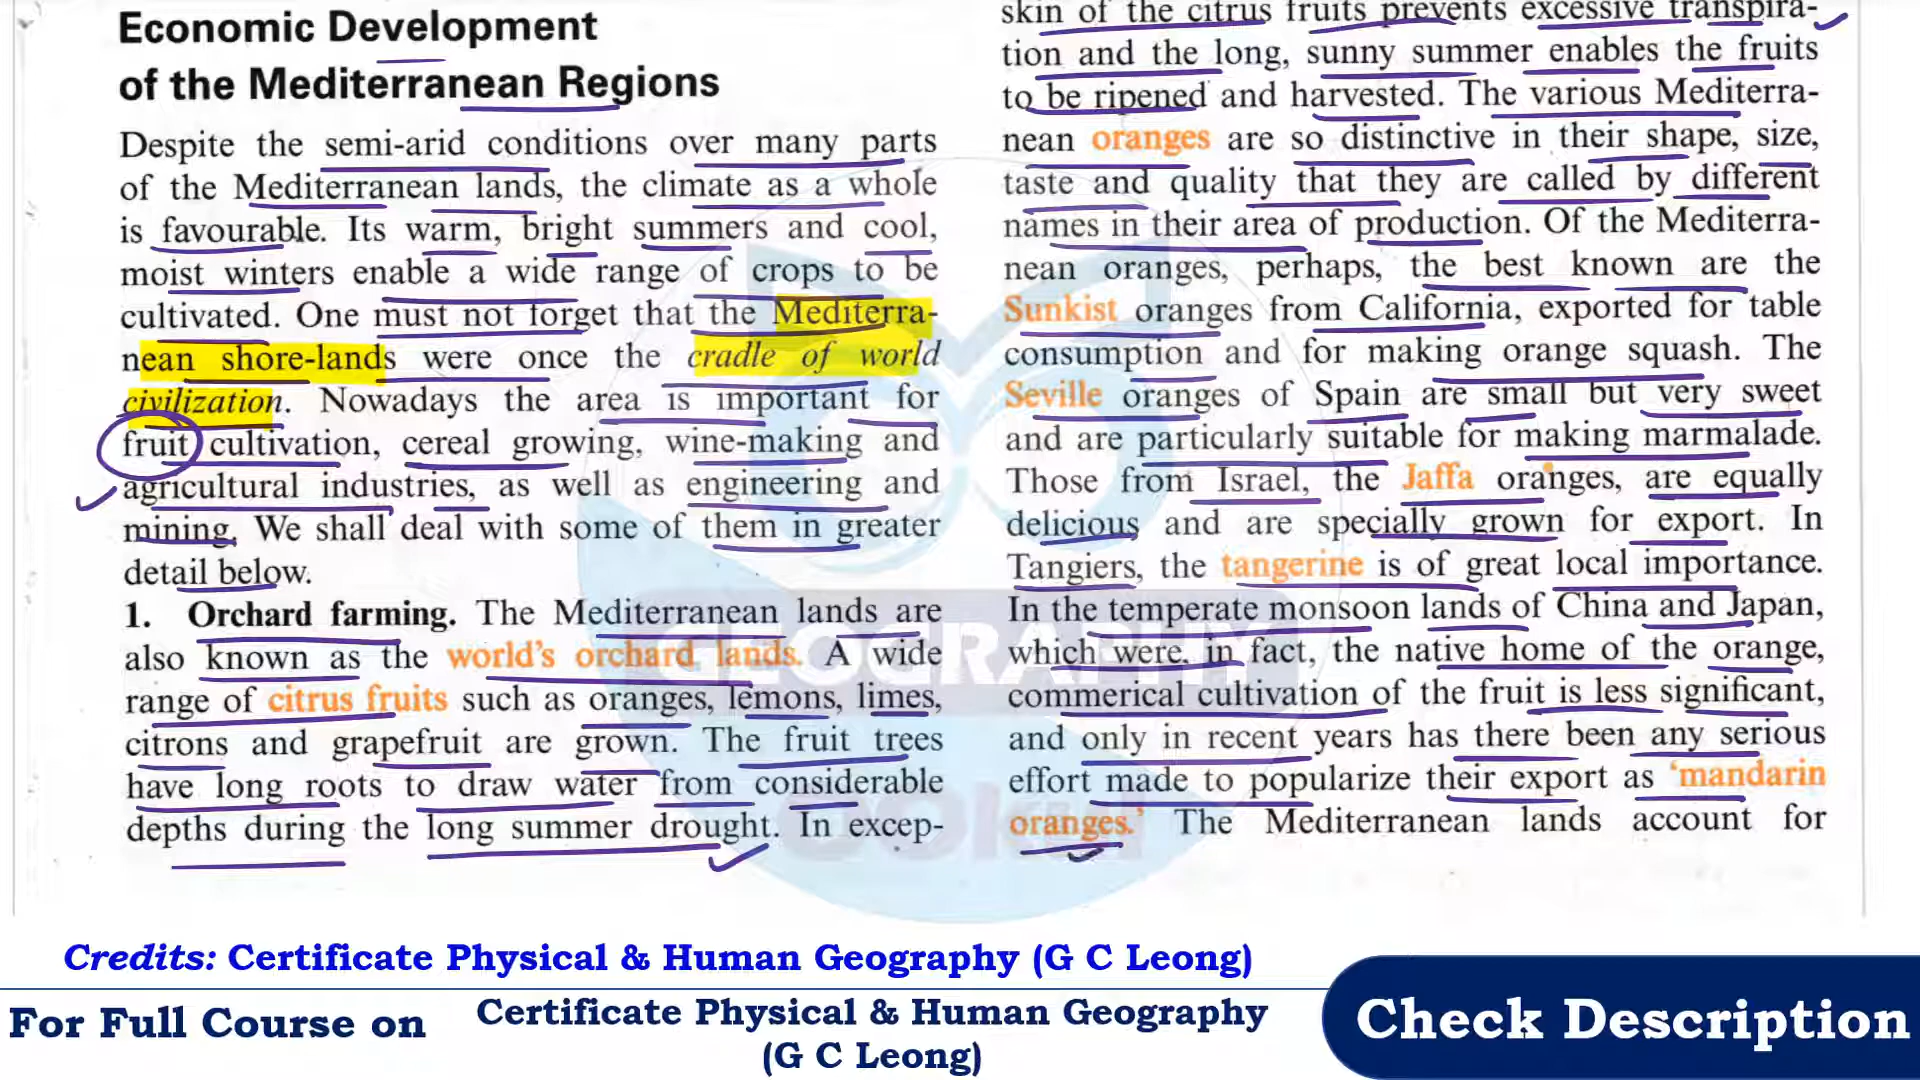 Economic Development
of the Mediterranean Regions
Despite the semi-arid conditions over many parts
of the Mediterranean lands, the climate as a whole
is favourable. Its warm, bright summers and cool,
moist winters enable a wide range of crops to be
cultivated. One must not forget that the Mediterra-
nean shore-lands were once the cradle of world
civilization. Nowadays the area is important for
fruit cultivation, cereal growing, wine-making and
agricultural industries, as well as engineering and
mining. We shall deal with some of them in greater
detail below.
1. Orchard farming. The Mediterranean lands are
also known as the world's orchard lands. A wide
range of citrus fruits such as oranges, lemons, limes,
citrons and grapefruit are grown. The fruit trees
have long roots to draw water from considerable
depths during the long summer drought. In excep-
skin of the citrus fruits prevents excessive transpira-
tion and the long, sunny summer enables the fruits
to be ripened and harvested. The various Mediterra-
nean oranges are so distinctive in their shape, size,
taste and quality that they are called by different
names in their area of production. Of the Mediterra-
nean oranges, perhaps, the best known are the
Sunkist oranges from California, exported for table
consumption and for making orange squash. The
Seville oranges of Spain are small but very sweet
and are particularly suitable for making marmalade.
Those from Israel, the Jaffa oranges, are equally
delicious and are specially grown for export. In
Tangiers, the tangerine is of great local importance.
In the temperate monsoon lands of China and Japan,
which were, in fact, the native home of the orange,
commerical cultivation of the fruit is less significant,
and only in recent years has there been any serious
effort made to popularize their export as 'mandarin
oranges.' The Mediterranean lands account for
GEOGRAPHY
Credits: Certificate Physical & Human Geography (G C Leong)
For Full Course on
Certificate Physical & Human Geography
(G C Leong)
Check Description